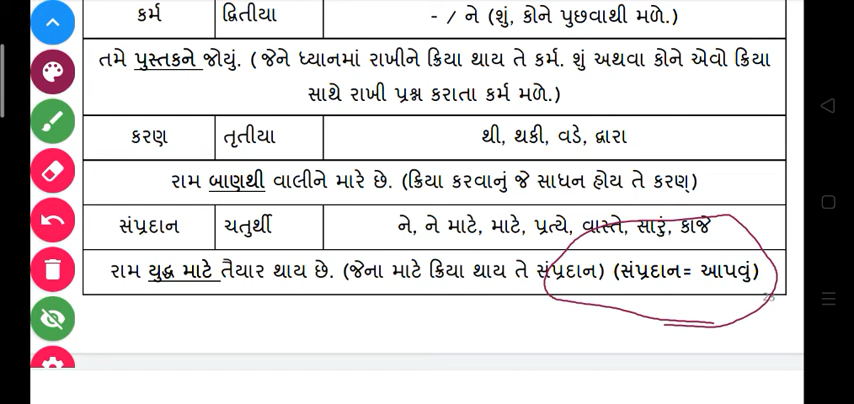 કર્મ દ્વિતીયા - / ને (શું, કોને પુછવાથી મળે.)
તમે પુસ્તકને જોયું. ( જેને ધ્યાનમાં રાખીને ક્રિયા થાય તે કર્મ. શું અથવા કોને એવો ક્રિયા
સાથે રાખી પ્રશ્ન કરાતા કર્મ મળે.)
કરણ તૃતીયા થી, થકી, વડે, દ્વારા
રામ બાણથી વાલીને મારે છે. (ક્રિયા કરવાનું જે સાધન હોય તે કરણ)
સંપ્રદાન ચતુર્થી ને, ને માટે, માટે, પ્રત્યે, વાસ્તે, સારું, કાજે
રામ યુદ્ધ માટે તૈયાર થાય છે. (જેના માટે ક્રિયા થાય તે સંપ્રદાન) (સંપ્રદાન= આપવું)